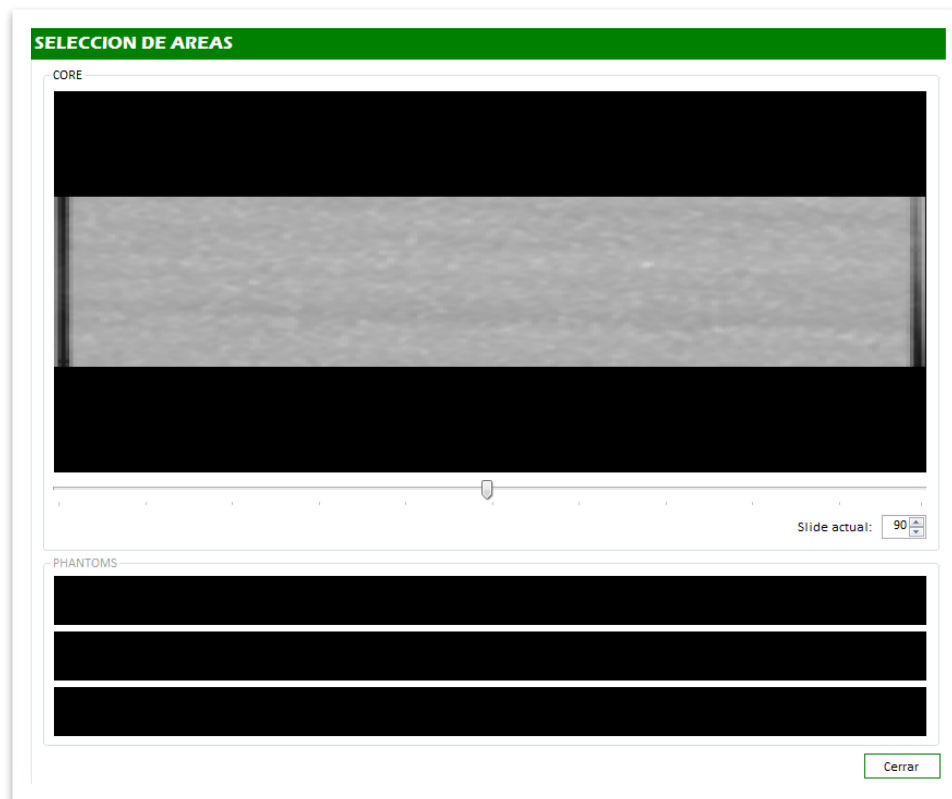 SELECCION DE AREAS
CORE
Slide actual: 90
PHANTOMS
Cerrar